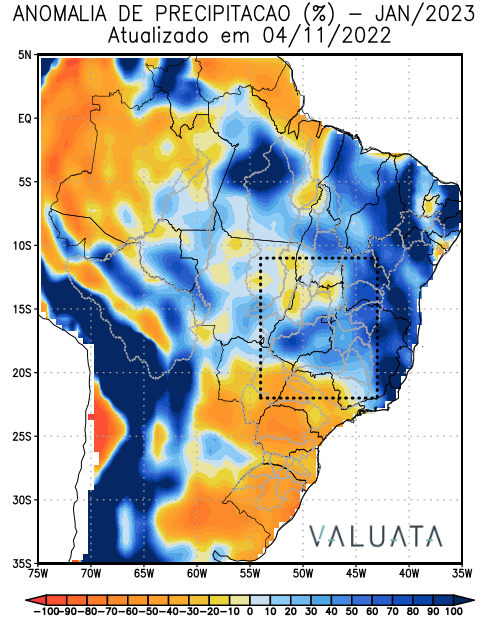 ANOMALIA DE PRECIPITACAO (%) – JAN/2023
Atualizado em 04/11/2022
5N
EQ
5S
10S
15S
20S
25S
30S
35S
VALUATA
75W 70W 65W 60W 55W 50W 45W 40W 35W
-100 -90 -80 -70 -60 -50 -40 -30 -20 -10 0 10 20 30 40 50 60 70 80 90 100